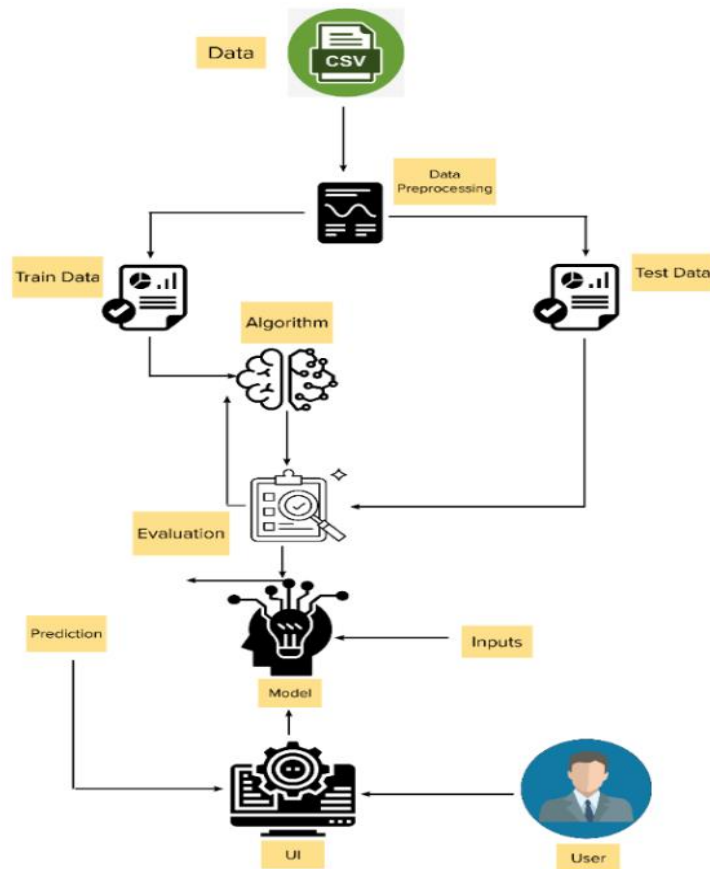 Data
CSV
Data
Preprocessing
Train Data
Test Data
Algorithm
Evaluation
Prediction
Inputs
Model
UI
User